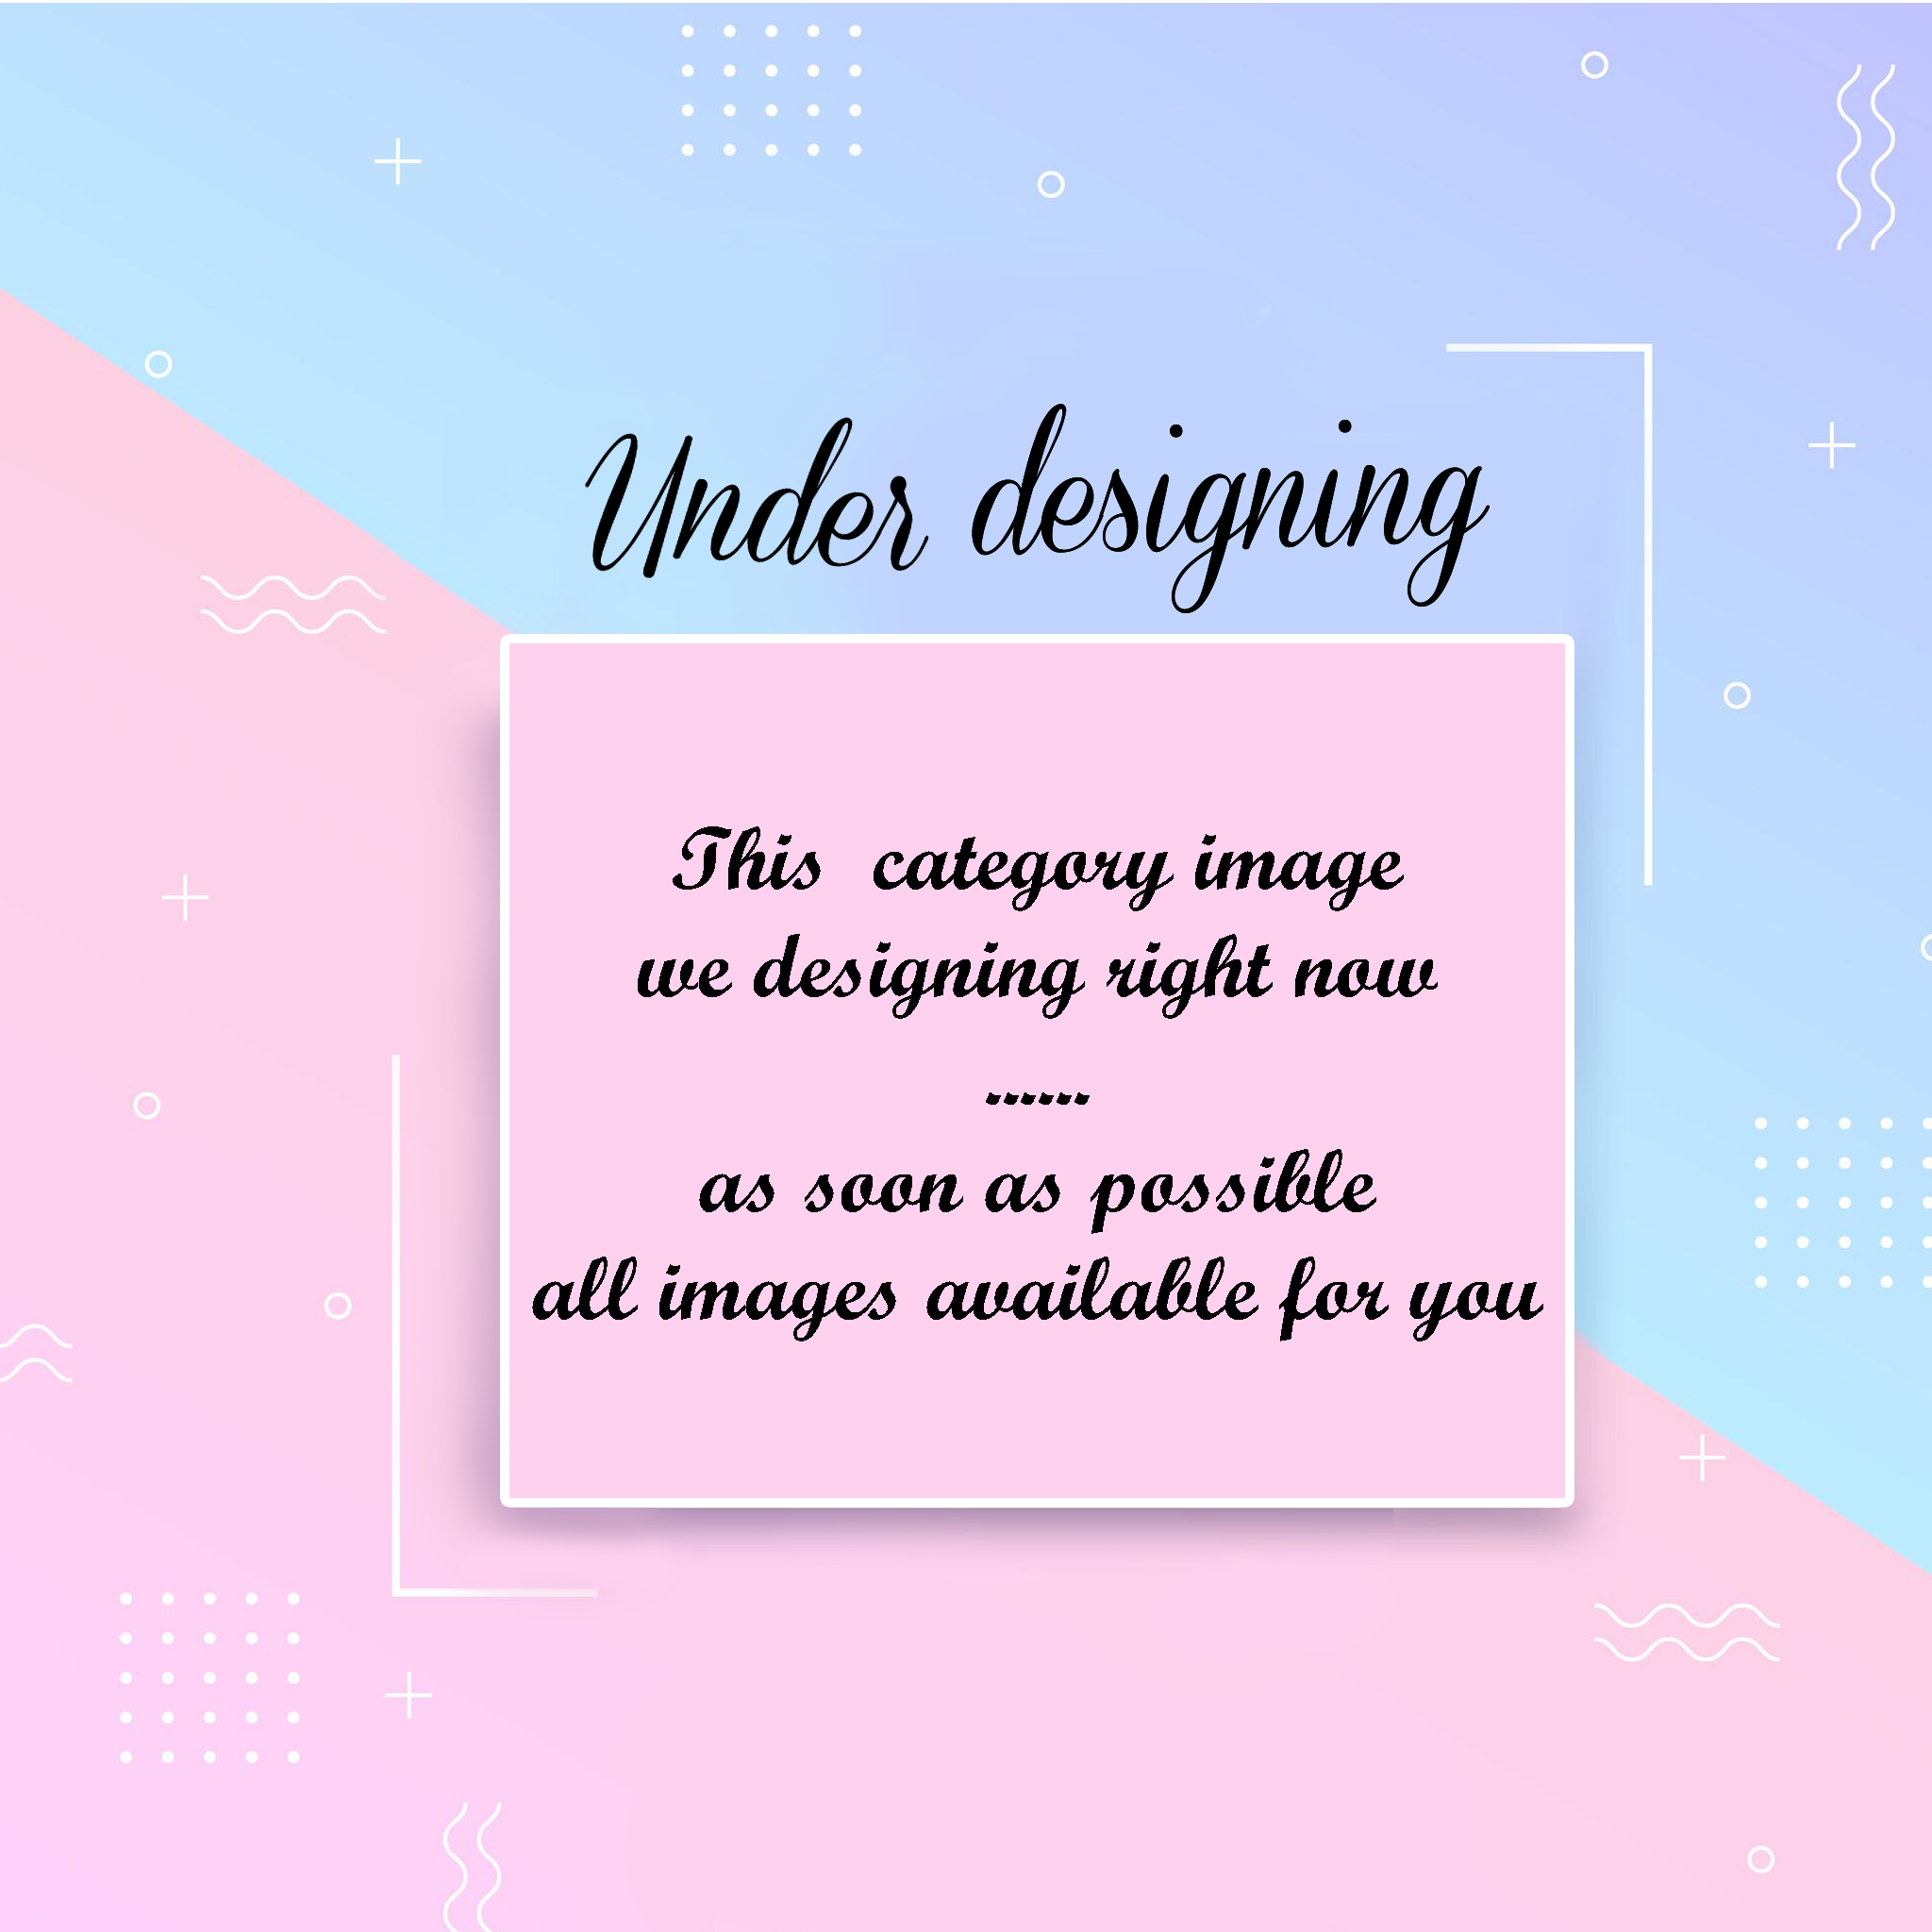 Under designing
This category image
we designing right now
......
as soon as possible
all images available for you